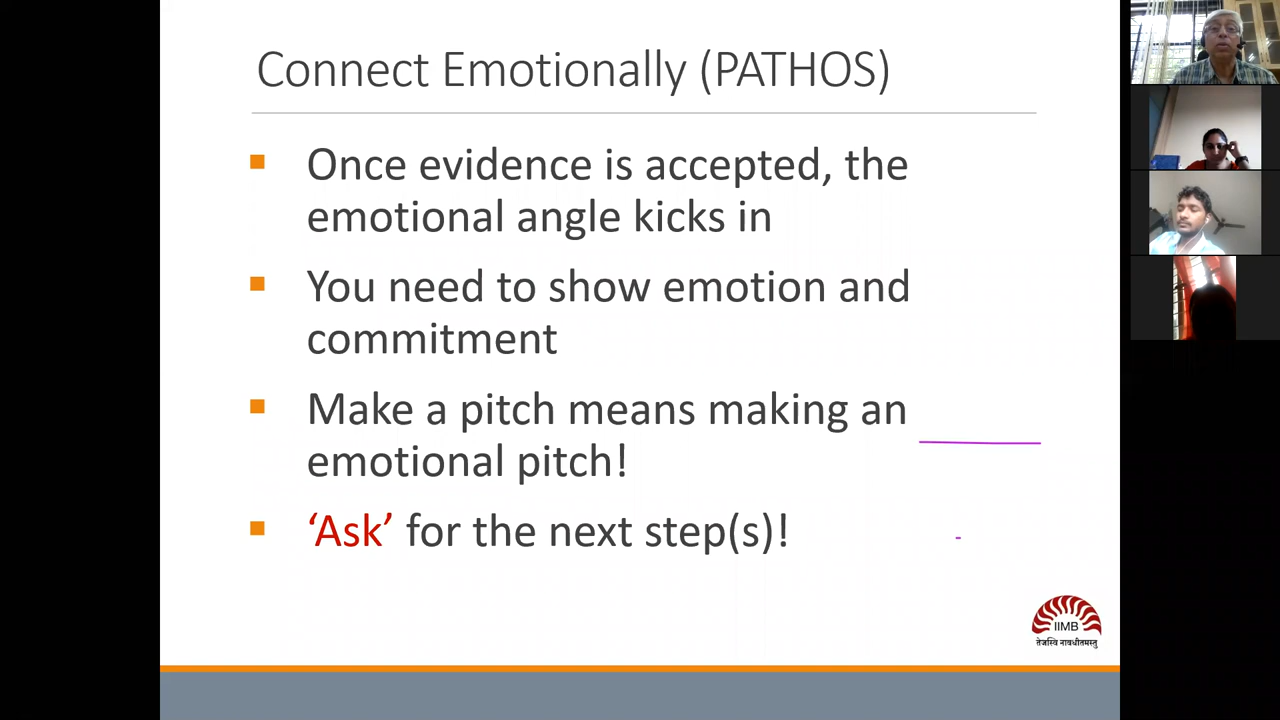 Connect Emotionally (PATHOS)
Once evidence is accepted, the
emotional angle kicks in
You need to show emotion and
commitment
Make a pitch means making an
emotional pitch!
‘Ask’ for the next step(s)!
IIMB
तेजस्वि नावधीतमस्तु